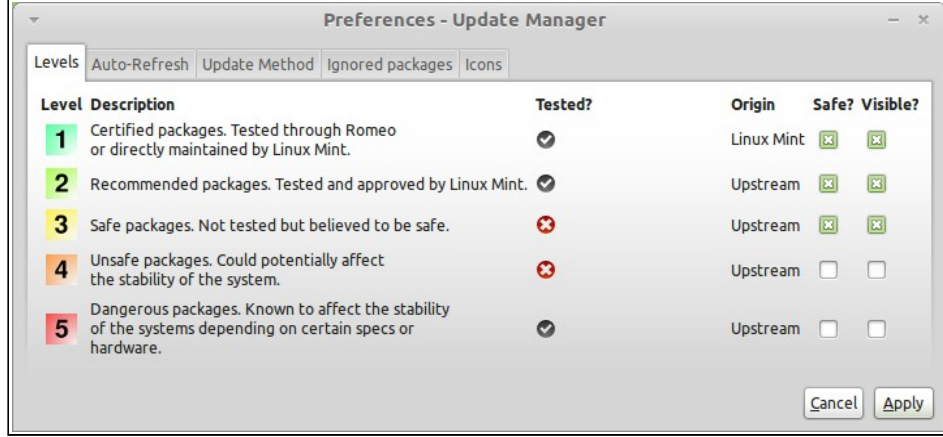 Preferences - Update Manager
Levels Auto-Refresh Update Method Ignored packages Icons
Level Description Tested? Origin Safe? Visible?
1 Certified packages. Tested through Romeo
or directly maintained by Linux Mint. Linux Mint
2 Recommended packages. Tested and approved by Linux Mint. Upstream
3 Safe packages. Not tested but believed to be safe. Upstream
4 Unsafe packages. Could potentially affect
the stability of the system. Upstream
5 Dangerous packages. Known to affect the stability
of the systems depending on certain specs or
hardware. Upstream
Cancel Apply